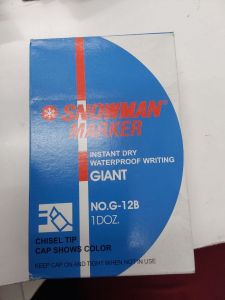 SNOWMAN
MARKER
INSTANT DRY
WATERPROOF WRITING
GIANT
NO.G-12B
1DOZ.
CHISEL TIP
CAP SHOWS COLOR
KEEP CAP ON AND TIGHT WHEN NOT IN USE